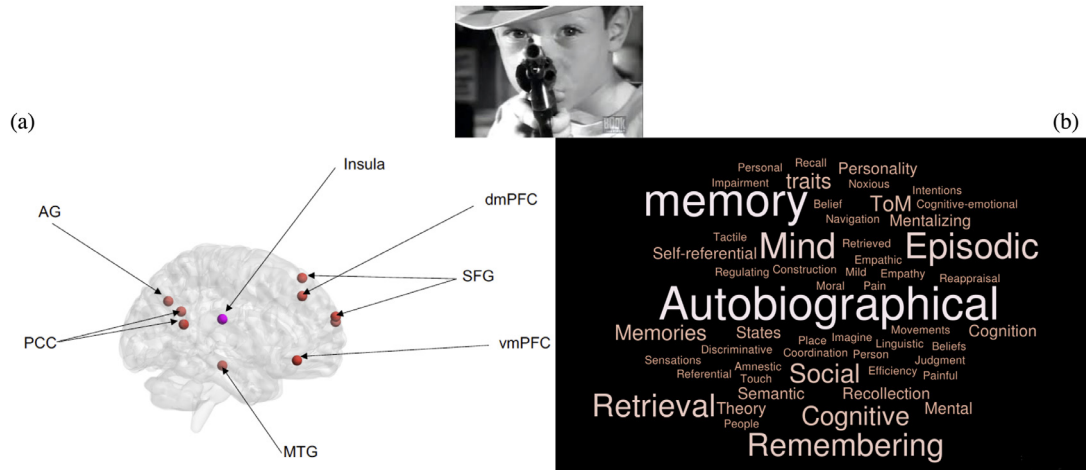 (a)
(b)
Insula
AG
dmPFC
SFG
PCC
vmPFC
MTG
Personal Recall Personality
Impairment traits Noxious Intentions
memory Belief ToM Cognitive-emotional
Navigation Mentalizing
Tactile
Self-referential Mind Retrieved Episodic
Empathic
Regulating Construction Mild Empathy Reappraisal
Moral Pain
Autobiographical
Memories States Place Imagine Movements Cognition
Linguistic
Discriminative Coordination Person Beliefs
Sensations Amnestic Judgment
Referential Touch Social Efficiency Painful
Semantic Recollection
Retrieval Theory Cognitive Mental
People
Remembering